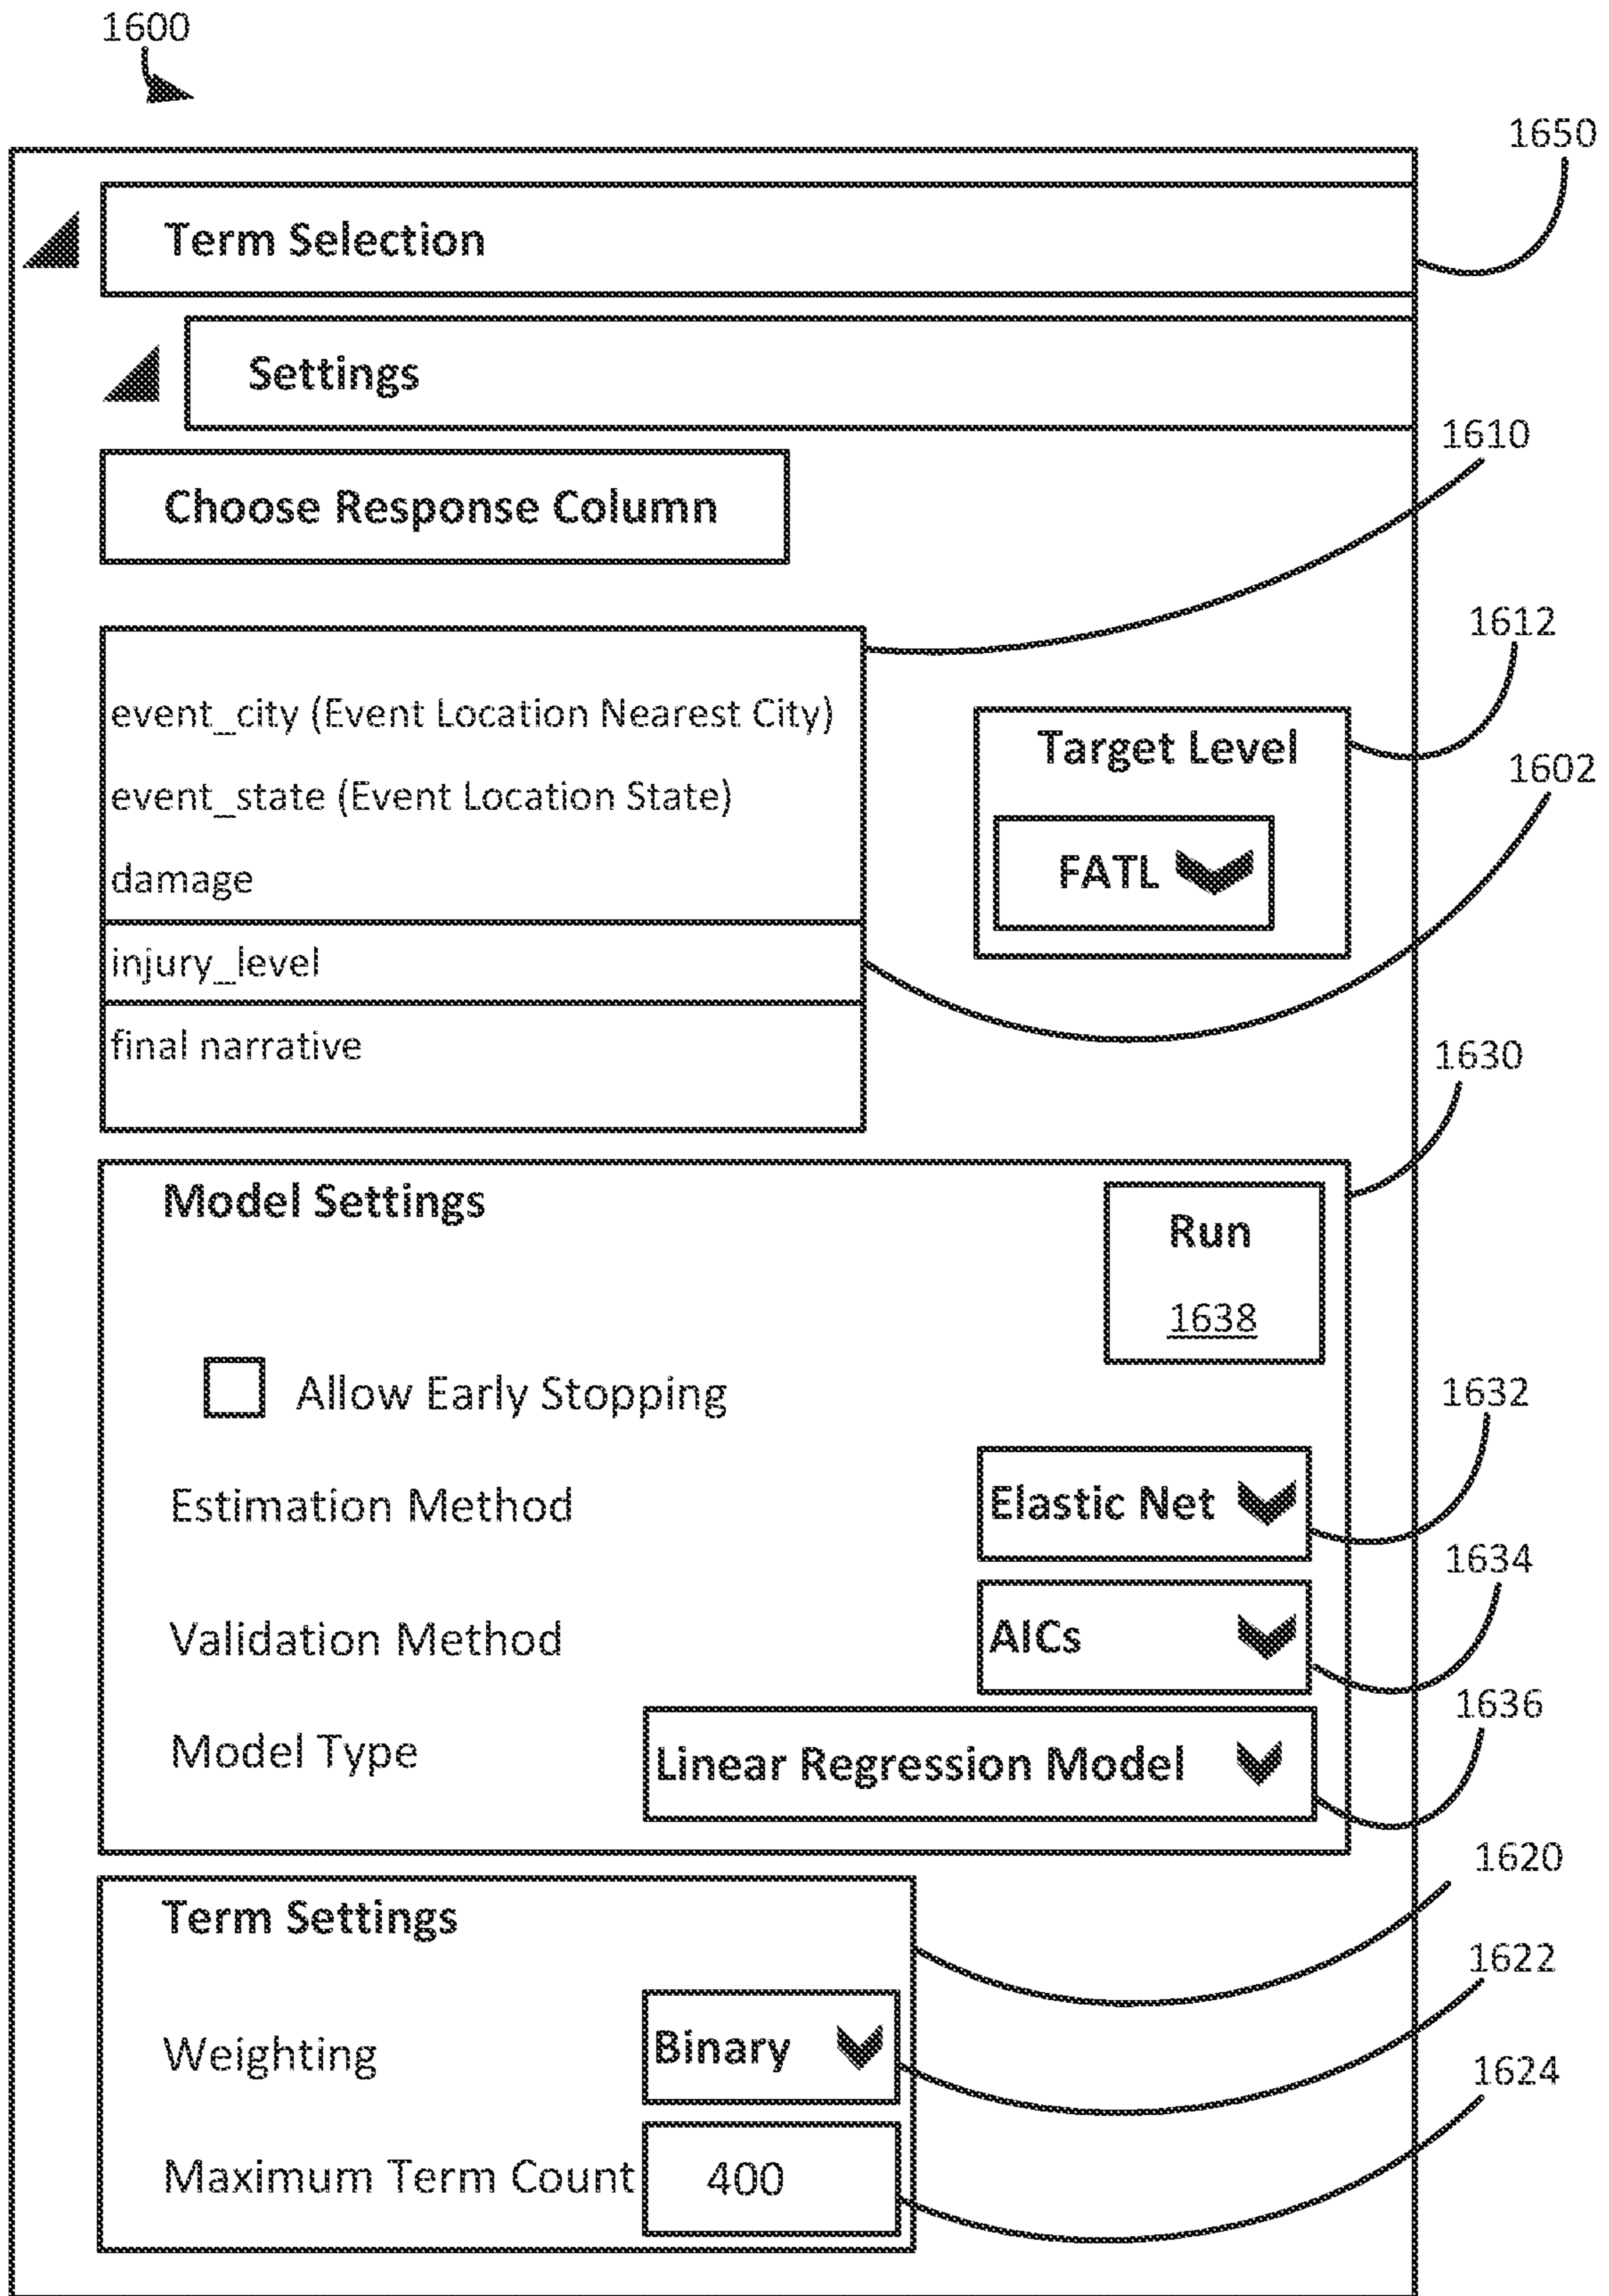 1600
1650
Term Selection
Settings
1610
Choose Response Column
1612
event_city (Event Location Nearest City)
Target Level
1602
event_state (Event Location State)
FATL
damage
injury_level
final narrative
1630
Model Settings
Run
1638
Allow Early Stopping
1632
Estimation Method
Elastic Net
1634
Validation Method
AICs
1636
Model Type
Linear Regression Model
1620
Term Settings
1622
Weighting
Binary
1624
Maximum Term Count
400